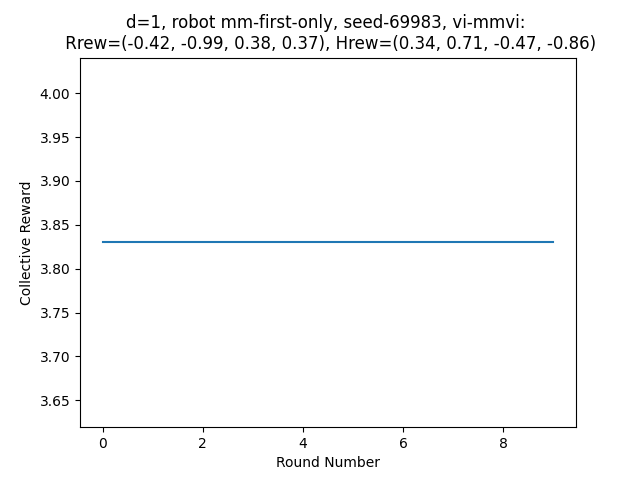 d=1, robot mm-first-only, seed-69983, vi-mmvi:
Rrew=(-0.42, -0.99, 0.38, 0.37), Hrew=(0.34, 0.71, -0.47, -0.86)
4.00
3.95
3.90
3.85
3.80
3.75
3.70
3.65
Collective Reward
0 2 4 6 8
Round Number